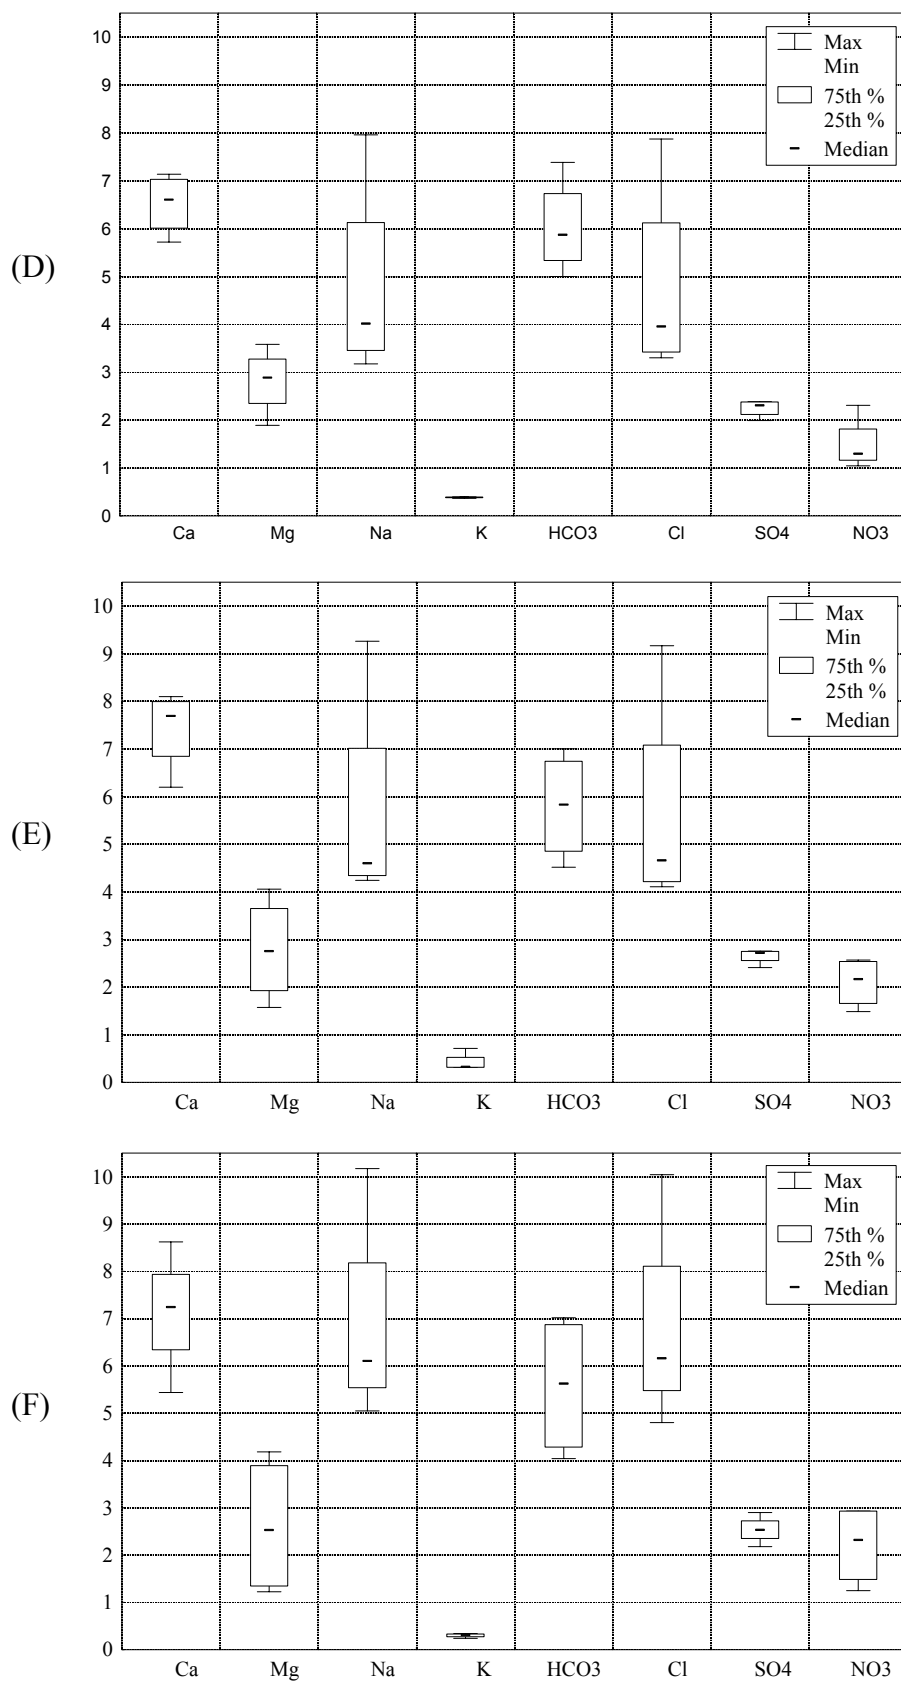 10
9
8
7
6
5
4
3
2
1
0
(D)
Max
Min
75th %
25th %
Median
Ca Mg Na K HCO3 Cl SO4 NO3
10
9
8
7
6
5
4
3
2
1
0
(E)
Max
Min
75th %
25th %
Median
Ca Mg Na K HCO3 Cl SO4 NO3
10
9
8
7
6
5
4
3
2
1
0
(F)
Max
Min
75th %
25th %
Median
Ca Mg Na K HCO3 Cl SO4 NO3